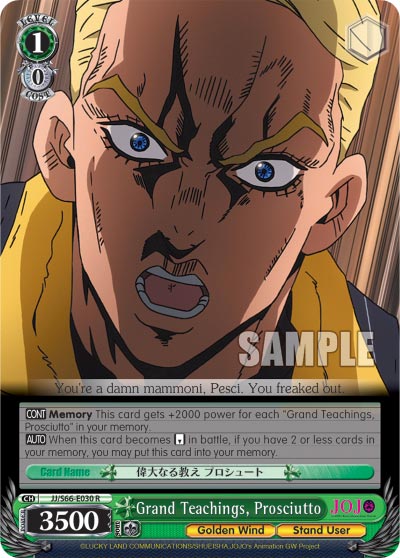 LEVEL
1
0
COST
SAMPLE
You're a damn mammoni, Pesci. You freaked out.
CONT Memory This card gets +2000 power for each "Grand Teachings,
Prosciutto" in your memory.
AUTO When this card becomes in battle, if you have 2 or less cards
in your memory, you may put this card into your memory.
Card Name 偉大なる教え プロシュート
CH JJ/S66-E030 R
POWER 3500 SOUL Grand Teachings, Prosciutto JOJO
Golden Wind Stand User
©LUCKY LAND COMMUNICATIONS/SHUEISHA,JOJO's Animation GW Project